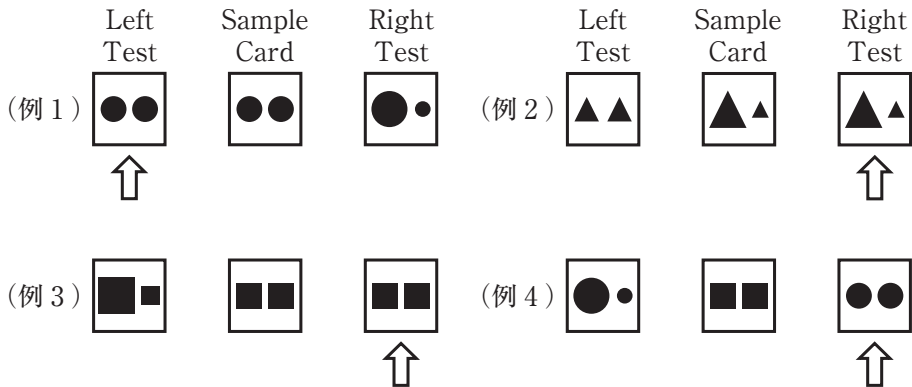 Left Test Sample Card Right Test Left Test Sample Card Right Test
(例1) (例2)
(例3) (例4)